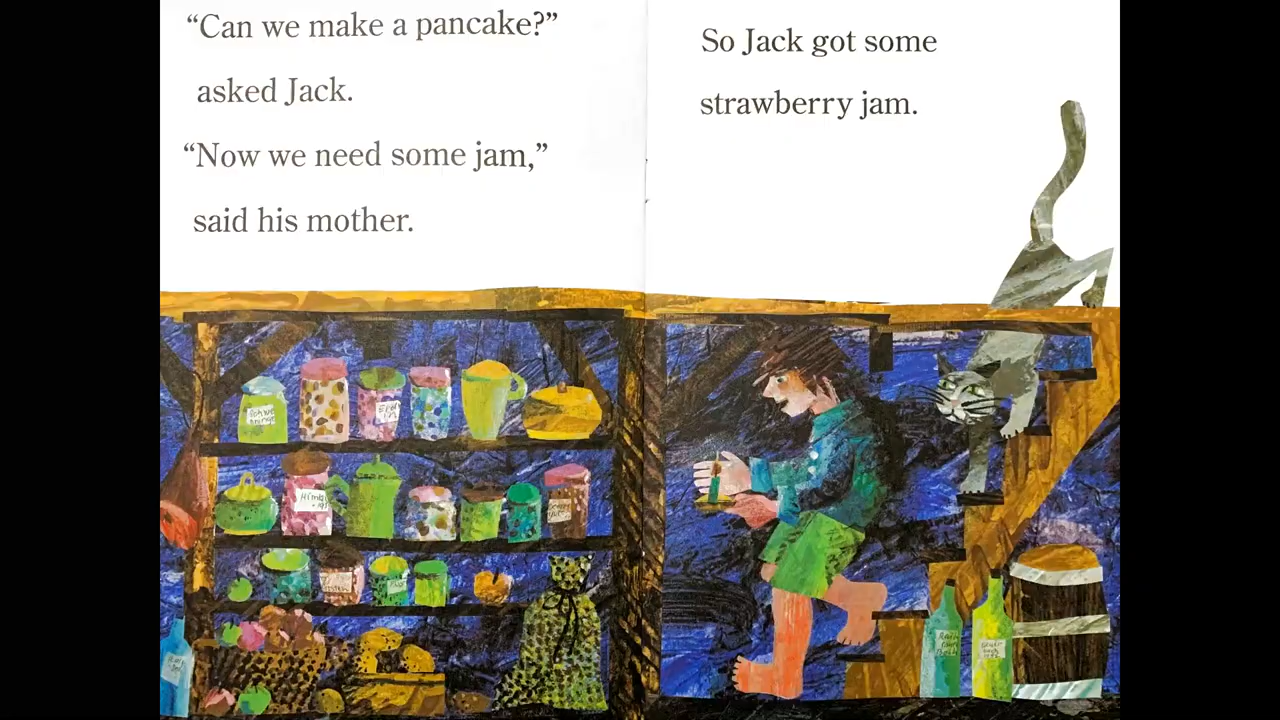 “Can we make a pancake?”
asked Jack.
“Now we need some jam,”
said his mother.
So Jack got some
strawberry jam.